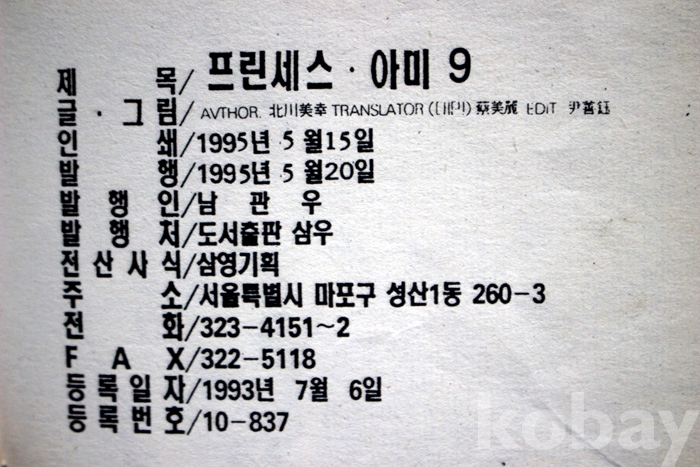 제 목/프린세스·아미 9
글·그림/AVTHOR. 北川美幸 TRANSLATOR (대만) 蔡美麗 EDIT 尹善鈺
인 쇄/1995년 5월15일
발 행/1995년 5월20일
발 행 인/남 관 우
발 행 처/도서출판 삼우
전산사식/삼영기획
주 소/서울특별시 마포구 성산1동 260-3
전 화/323-4151~2
F A X/322-5118
등록일자/1993년 7월 6일
등록번호/10-837
kobay